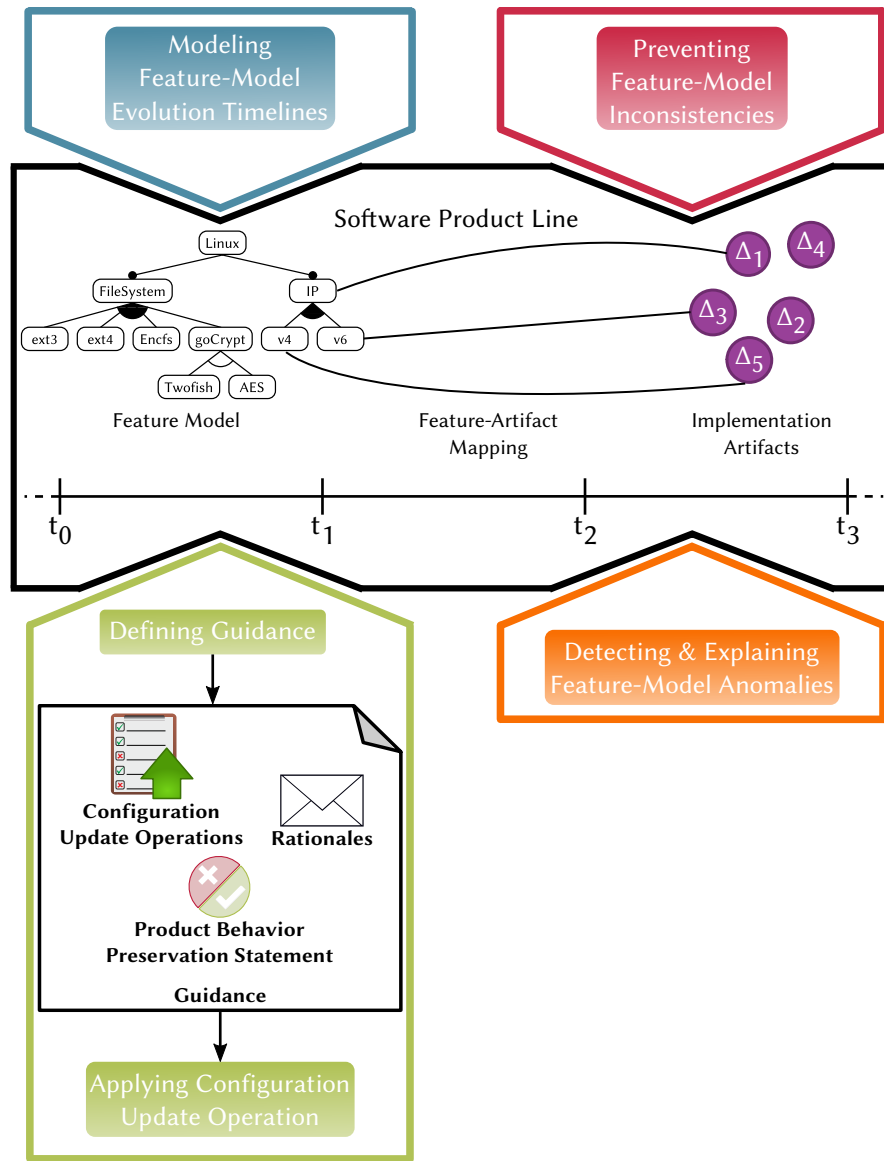 Modeling
Feature-Model
Evolution Timelines
Preventing
Feature-Model
Inconsistencies
Software Product Line
Linux
FileSystem
IP
ext3
ext4
Encfs
goCrypt
v4
v6
Twofish
AES
Δ1
Δ4
Δ3
Δ2
Δ5
Feature Model
Feature-Artifact
Mapping
Implementation
Artifacts
t0
t1
t2
t3
Defining Guidance
Detecting & Explaining
Feature-Model Anomalies
Configuration
Update Operations
Rationales
Product Behavior
Preservation Statement
Guidance
Applying Configuration
Update Operation